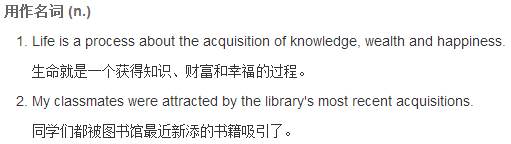 用作名词 (n.)
1. Life is a process about the acquisition of knowledge, wealth and happiness.
生命就是一个获得知识、财富和幸福的过程。
2. My classmates were attracted by the library's most recent acquisitions.
同学们都被图书馆最近新添的书籍吸引了。